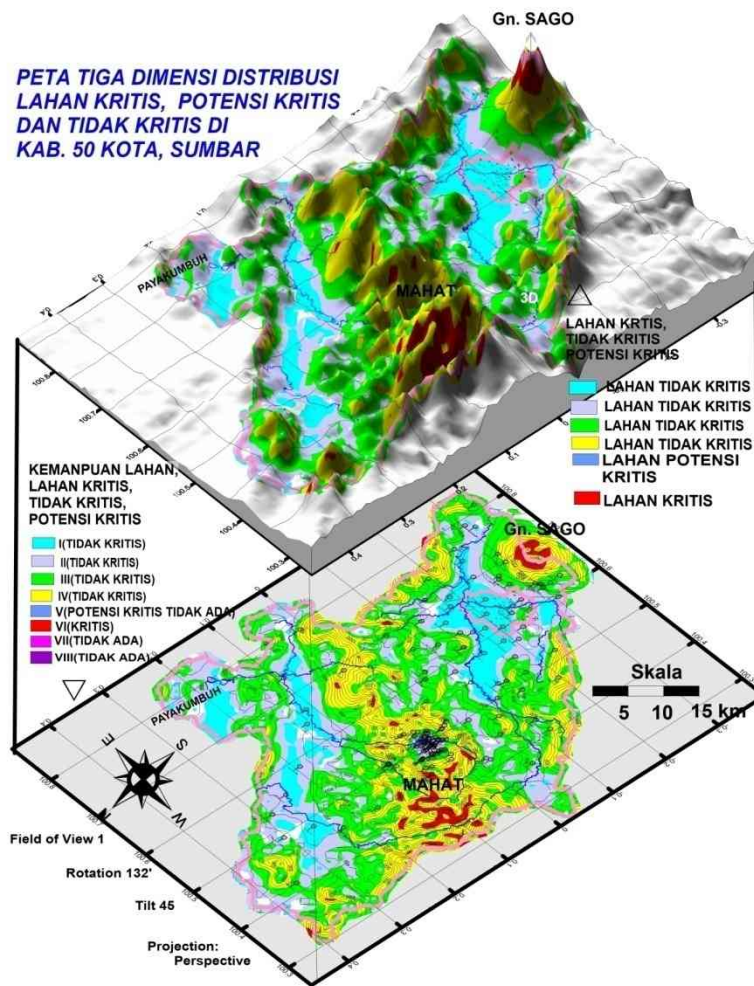 Gn. SAGO
PETA TIGA DIMENSI DISTRIBUSI
LAHAN KRITIS, POTENSI KRITIS
DAN TIDAK KRITIS DI
KAB. 50 KOTA, SUMBAR
PAYAKUMBUH
MAHAT
3D
LAHAN KRTIS,
TIDAK KRITIS
POTENSI KRITIS
LAHAN TIDAK KRITIS
LAHAN TIDAK KRITIS
LAHAN TIDAK KRITIS
LAHAN TIDAK KRITIS
LAHAN POTENSI
KRITIS
LAHAN KRITIS
KEMANPUAN LAHAN,
LAHAN KRITIS,
TIDAK KRITIS,
POTENSI KRITIS
I(TIDAK KRITIS)
II(TIDAK KRITIS)
III(TIDAK KRITIS)
IV(TIDAK KRITIS)
V(POTENSI KRITIS TIDAK ADA)
VI(KRITIS)
VII(TIDAK ADA)
VIII(TIDAK ADA)
Gn. SAGO
PAYAKUMBUH
MAHAT
Skala
5 10 15 km
E
S
W
Field of View 1
Rotation 132'
Tilt 45
Projection:
Perspective